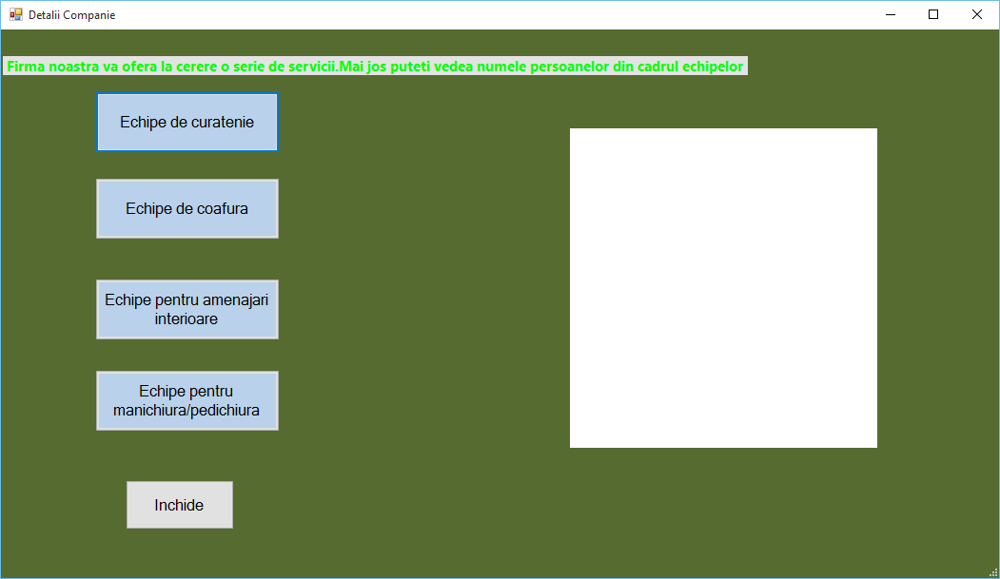 Detalii Companie
Firma noastra va ofera la cerere o serie de servicii.Mai jos puteti vedea numele persoanelor din cadrul echipelor
Echipe de curatenie
Echipe de coafura
Echipe pentru amenajari
interioare
Echipe pentru
manichiura/pedichiura
Inchide